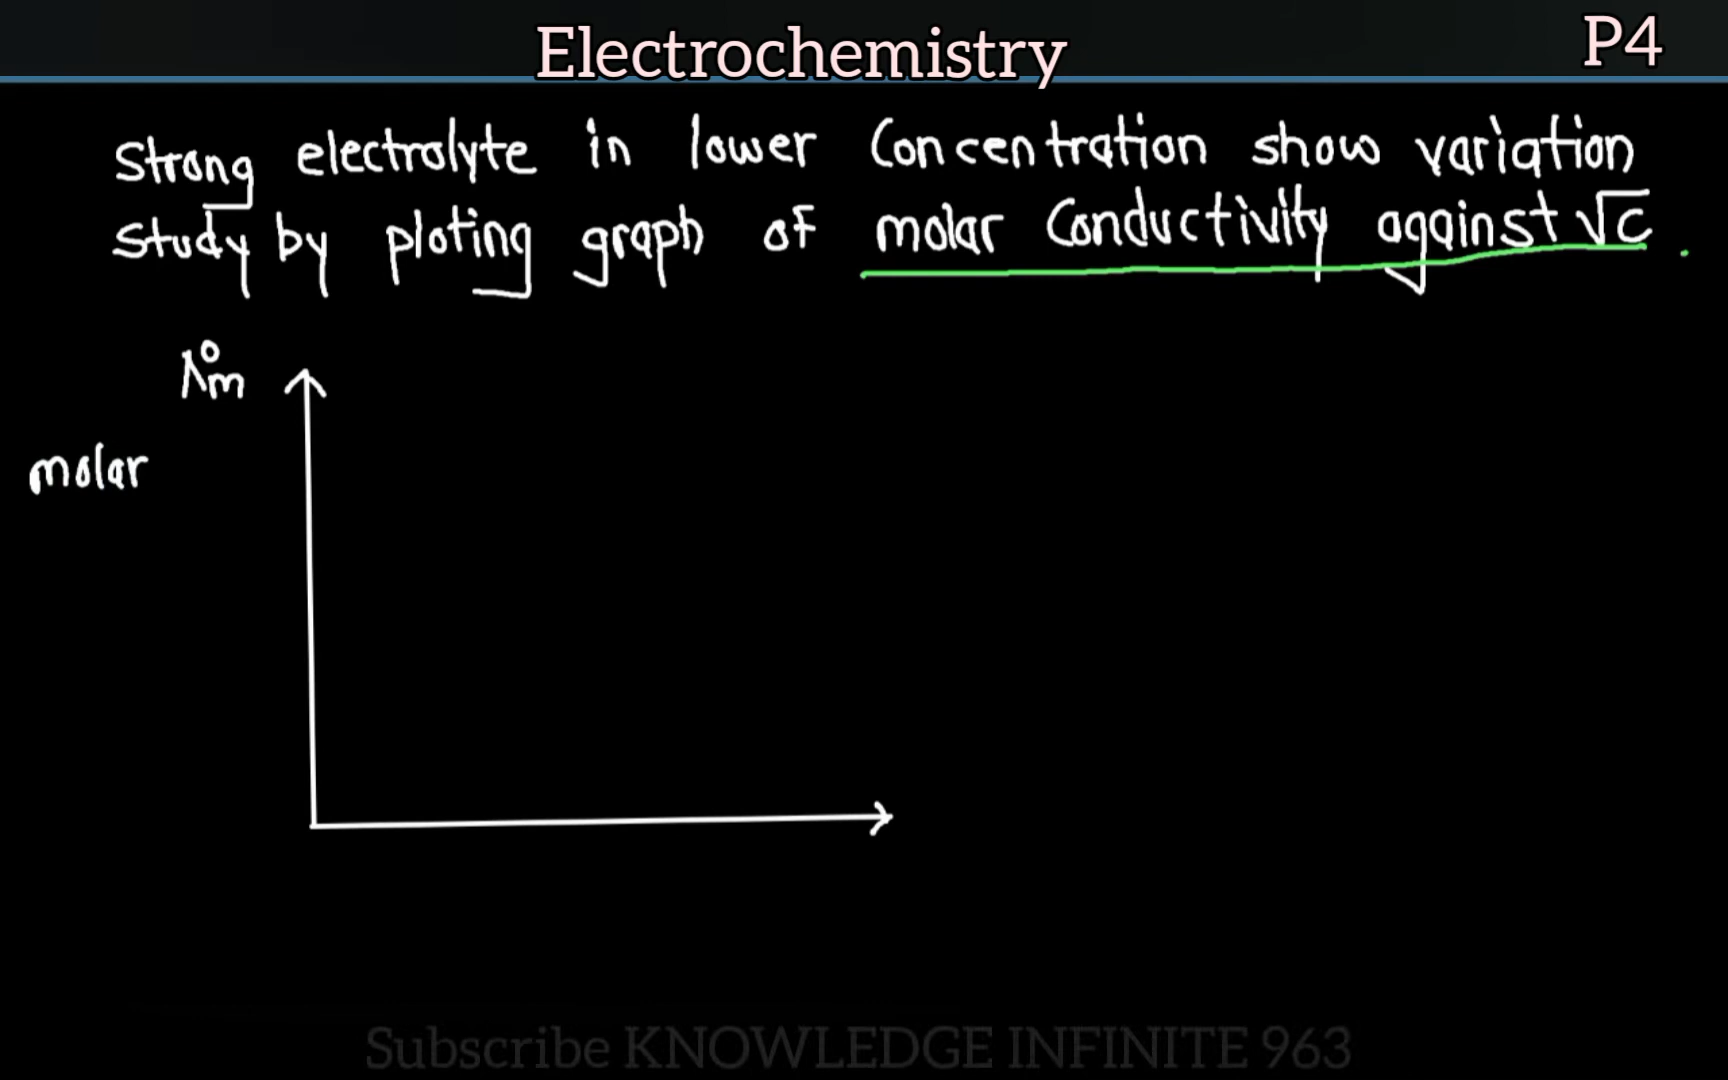 Electrochemistry
P4
Strong electrolyte in lower Concentration show variation
study by ploting graph of molar Conductivity against √c .
λ°m
molar
Subscribe KNOWLEDGE INFINITE 963